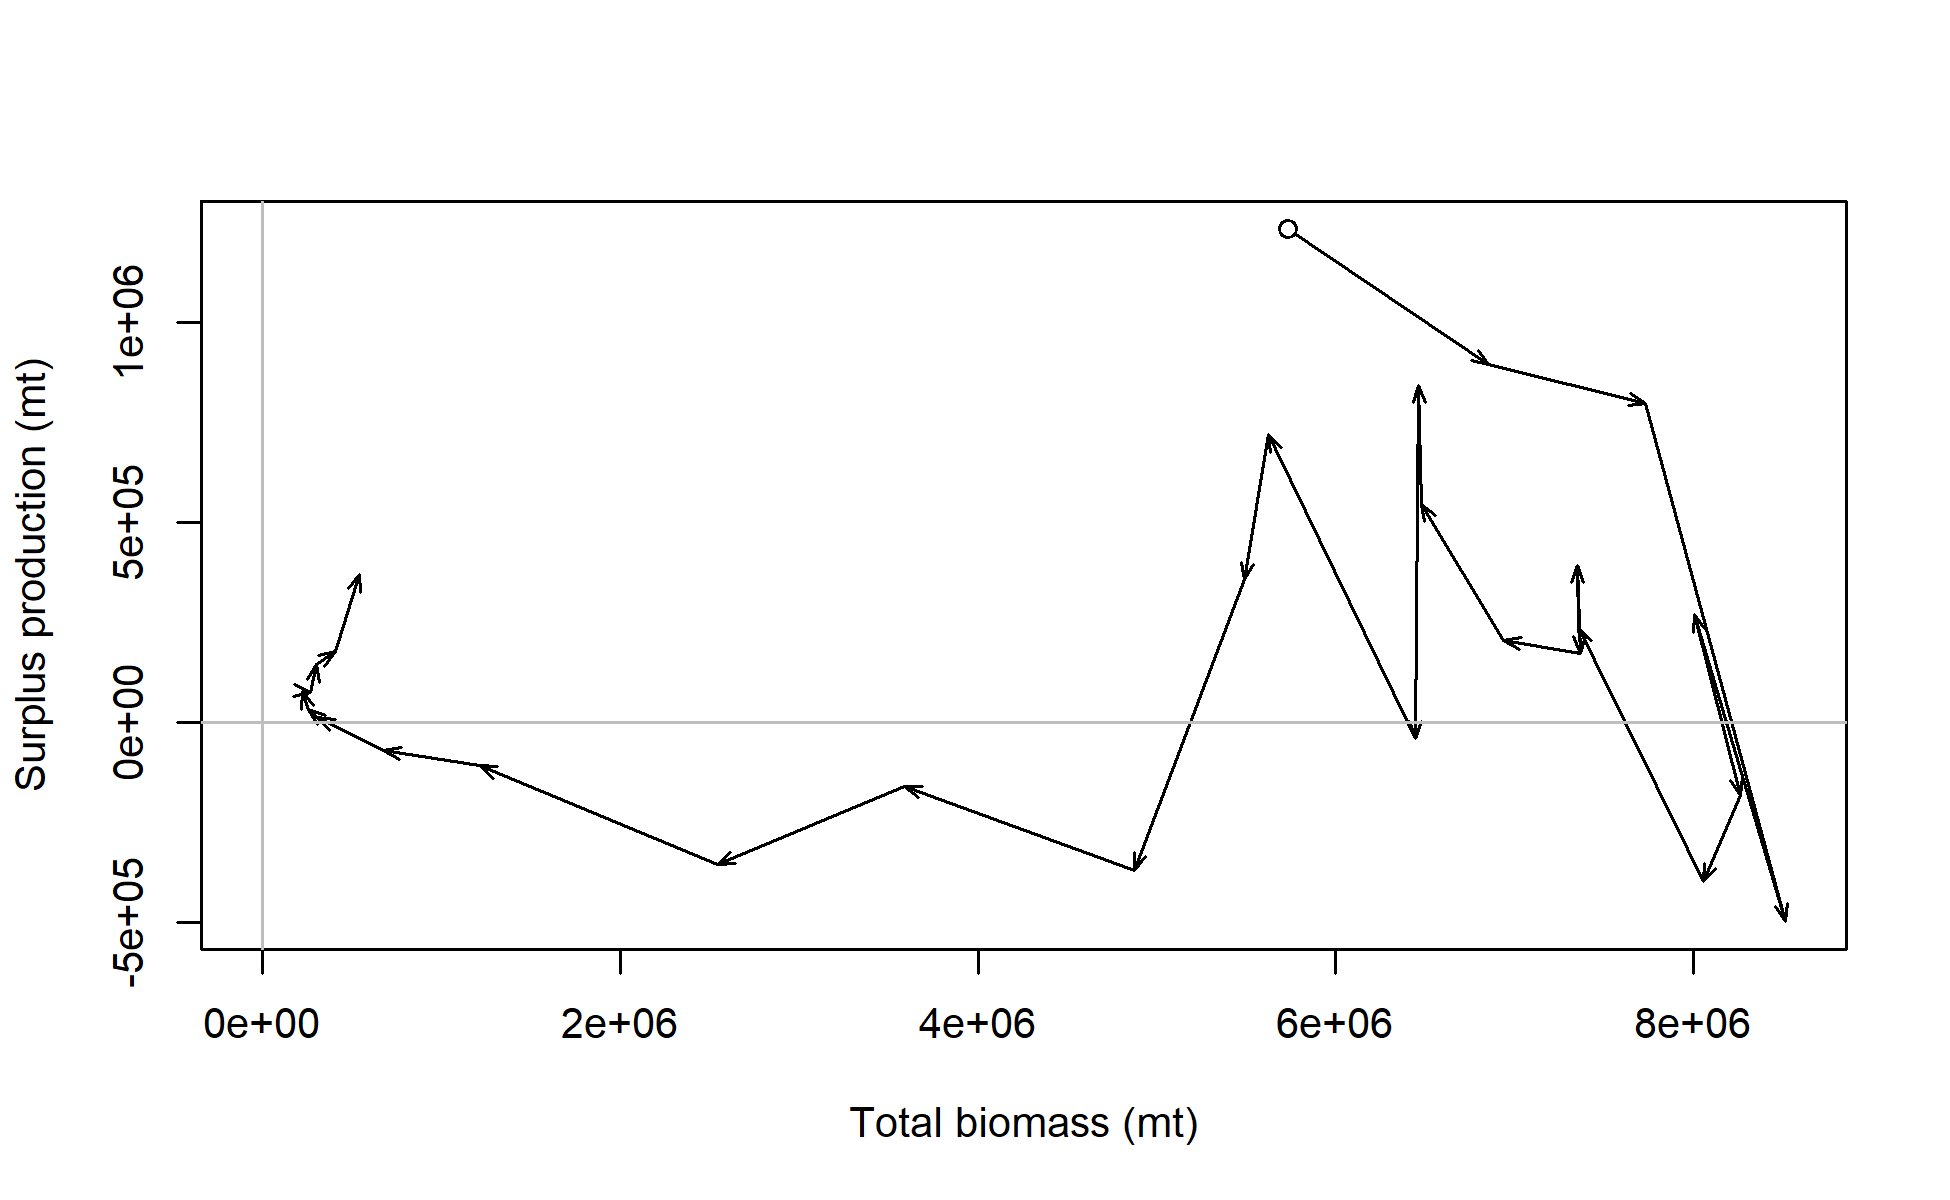 Surplus production (mt)
1e+06
5e+05
0e+00
-5e+05
0e+00 2e+06 4e+06 6e+06 8e+06
Total biomass (mt)